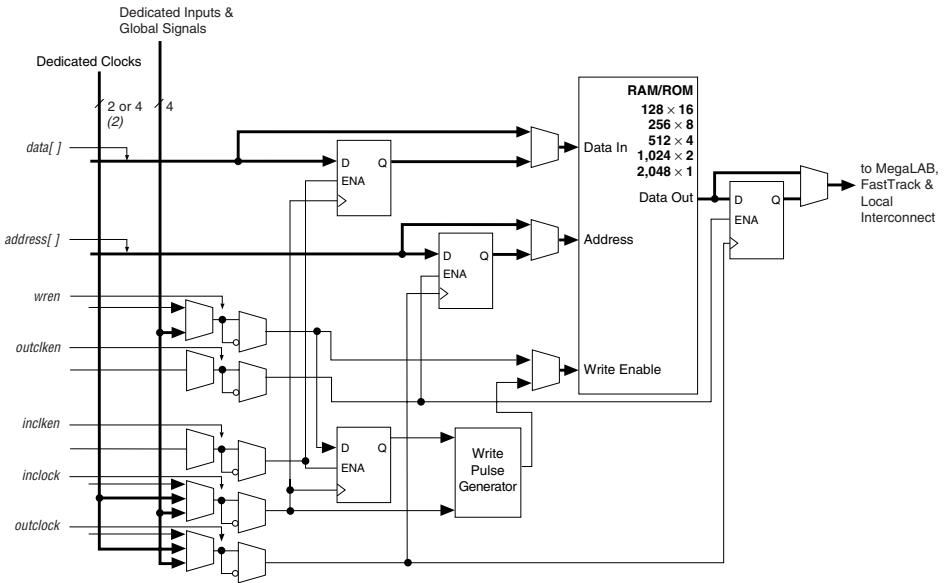 Dedicated Inputs &
Global Signals
Dedicated Clocks
2 or 4
(2)
4
data[ ]
address[ ]
wren
outclken
inclken
inclock
outclock
D
Q
ENA
D
Q
ENA
D
Q
ENA
Write
Pulse
Generator
RAM/ROM
128 × 16
256 × 8
512 × 4
1,024 × 2
2,048 × 1
Data In
Data Out
Address
Write Enable
D
Q
ENA
to MegaLAB,
FastTrack &
Local
Interconnect